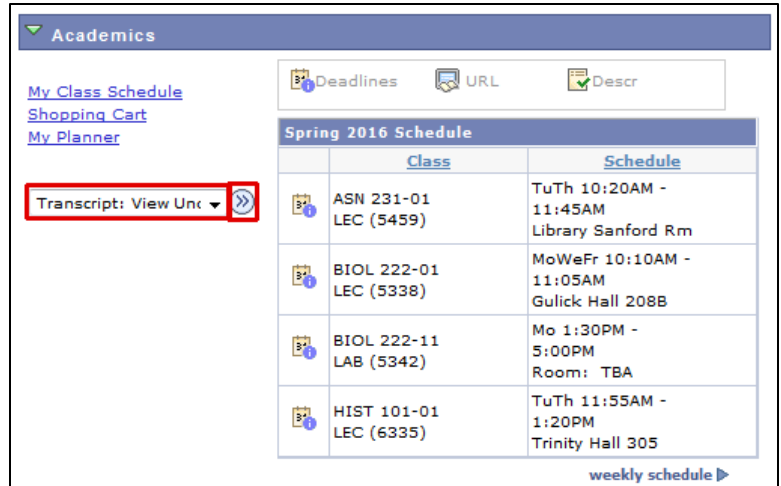 Academics
My Class Schedule
Shopping Cart
My Planner
Transcript: View Und
Deadlines URL Descr
Spring 2016 Schedule
Class Schedule
ASN 231-01
LEC (5459)
TuTh 10:20AM -
11:45AM
Library Sanford Rm
BIOL 222-01
LEC (5338)
MoWeFr 10:10AM -
11:05AM
Gulick Hall 208B
BIOL 222-11
LAB (5342)
Mo 1:30PM -
5:00PM
Room: TBA
HIST 101-01
LEC (6335)
TuTh 11:55AM -
1:20PM
Trinity Hall 305
weekly schedule